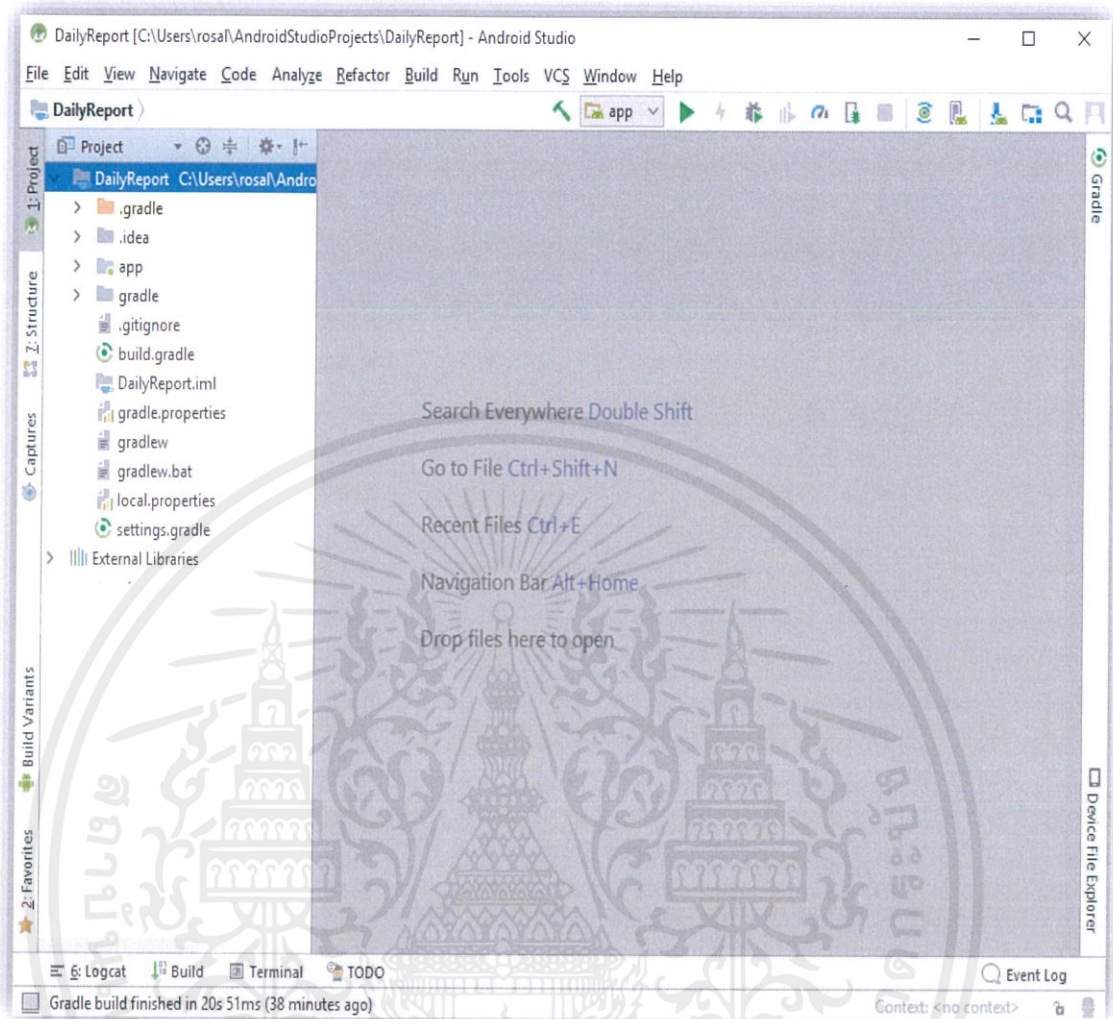 DailyReport [C:\Users\rosal\AndroidStudioProjects\DailyReport] - Android Studio
File Edit View Navigate Code Analyze Refactor Build Run Tools VCS Window Help
DailyReport
app
1: Project
Project
Gradle
DailyReport C:\Users\rosal\Andro
.gradle
.idea
app
gradle
7: Structure
.gitignore
build.gradle
DailyReport.iml
gradle.properties
gradlew
gradlew.bat
local.properties
settings.gradle
External Libraries
Captures
Search Everywhere Double Shift
Go to File Ctrl+Shift+N
Recent Files Ctrl+E
Navigation Bar Alt+Home
Drop files here to open
Build Variants
2: Favorites
Device File Explorer
6: Logcat Build Terminal TODO
Event Log
Gradle build finished in 20s 51ms (38 minutes ago)
Context: <no context>